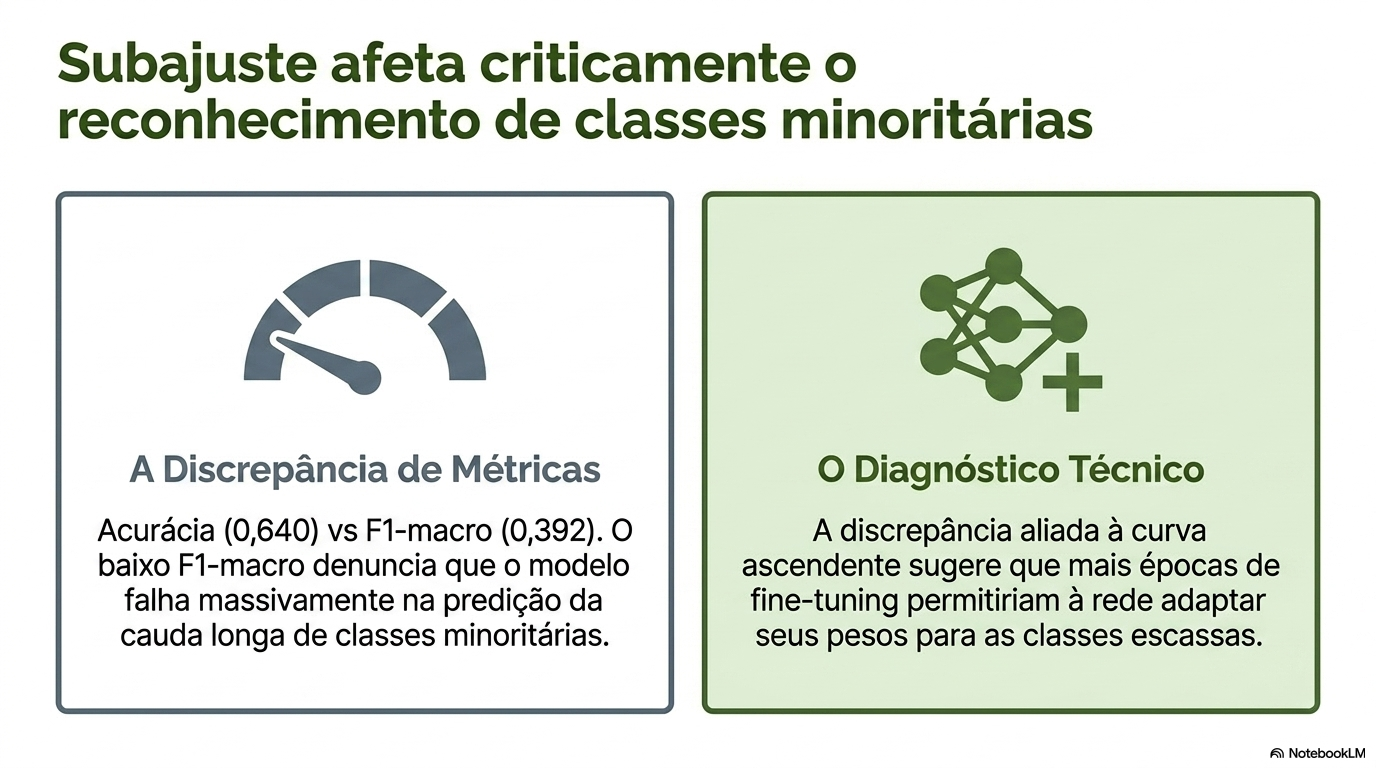 Subajuste afeta criticamente o
reconhecimento de classes minoritárias
A Discrepância de Métricas
Acurácia (0,640) vs F1-macro (0,392). O
baixo F1-macro denuncia que o modelo
falha massivamente na predição da
cauda longa de classes minoritárias.
O Diagnóstico Técnico
A discrepância aliada à curva
ascendente sugere que mais épocas de
fine-tuning permitiriam à rede adaptar
seus pesos para as classes escassas.
NotebookLM